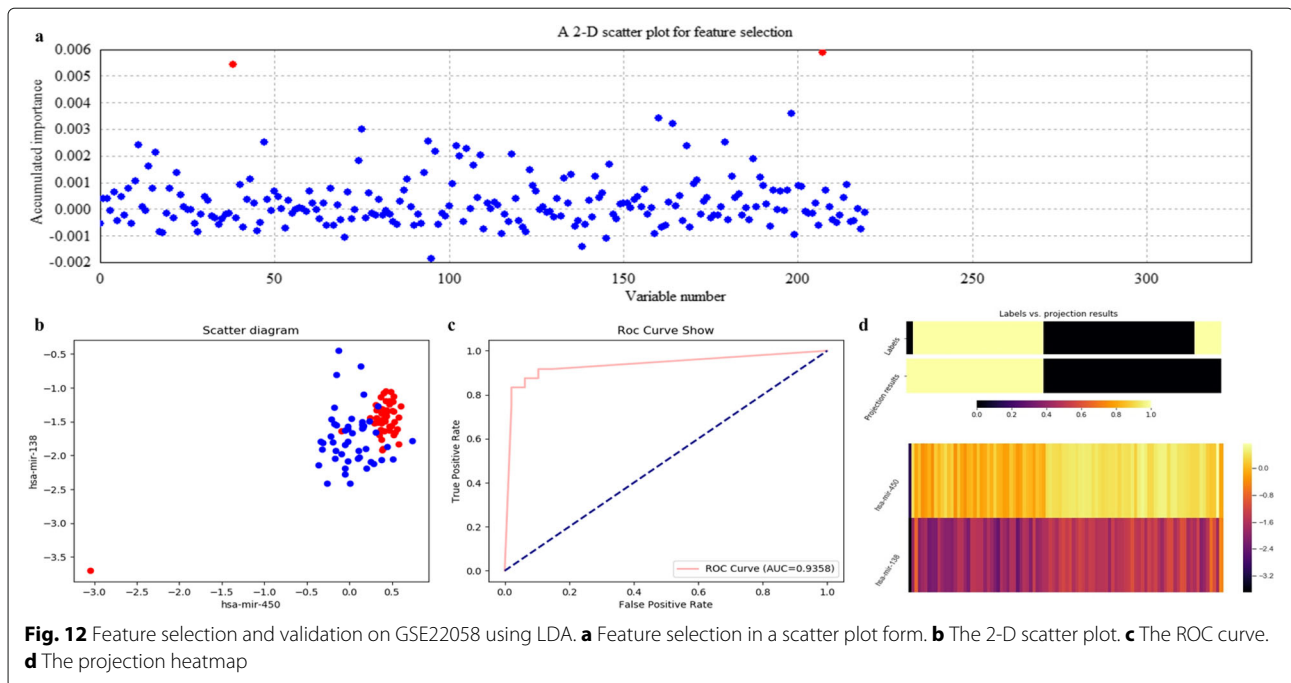 a
A 2-D scatter plot for feature selection
0.006
0.005
0.004
0.003
0.002
0.001
0.000
-0.001
-0.002
Accumulated importance
0 50 100 150 200 250 300
Variable number
b
Scatter diagram
−0.5
−1.0
−1.5
−2.0
−2.5
−3.0
−3.5
hsa-mir-138
−3.0 −2.5 −2.0 −1.5 −1.0 −0.5 0.0 0.5
hsa-mir-450
c
Roc Curve Show
1.0
0.8
0.6
0.4
0.2
0.0
True Positive Rate
ROC Curve (AUC=0.9358)
0.0 0.2 0.4 0.6 0.8 1.0
False Positive Rate
d
Labels vs. projection results
Labels
Projection results
0.0 0.2 0.4 0.6 0.8 1.0
hsa-mir-450
hsa-mir-138
0.0
−0.8
−1.6
−2.4
−3.2
Fig. 12 Feature selection and validation on GSE22058 using LDA. a Feature selection in a scatter plot form. b The 2-D scatter plot. c The ROC curve.
d The projection heatmap